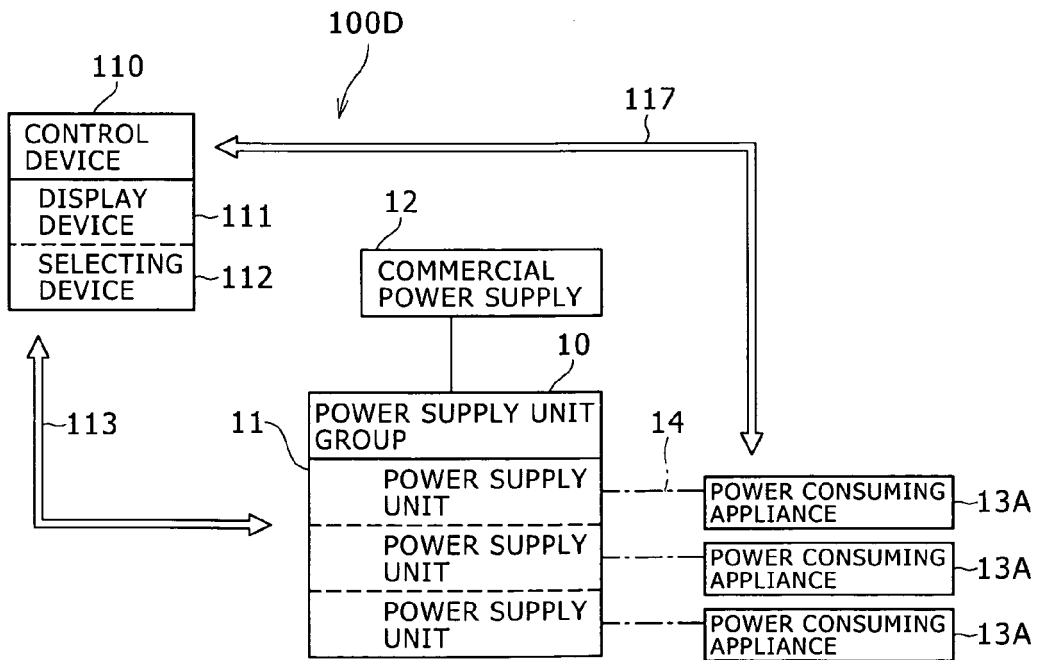 100D
110
117
CONTROL
DEVICE
DISPLAY
DEVICE
111
SELECTING
DEVICE
112
12
COMMERCIAL
POWER SUPPLY
113
10
11
POWER SUPPLY UNIT
GROUP
14
POWER SUPPLY
UNIT
POWER CONSUMING
APPLIANCE
13A
POWER SUPPLY
UNIT
POWER CONSUMING
APPLIANCE
13A
POWER SUPPLY
UNIT
POWER CONSUMING
APPLIANCE
13A